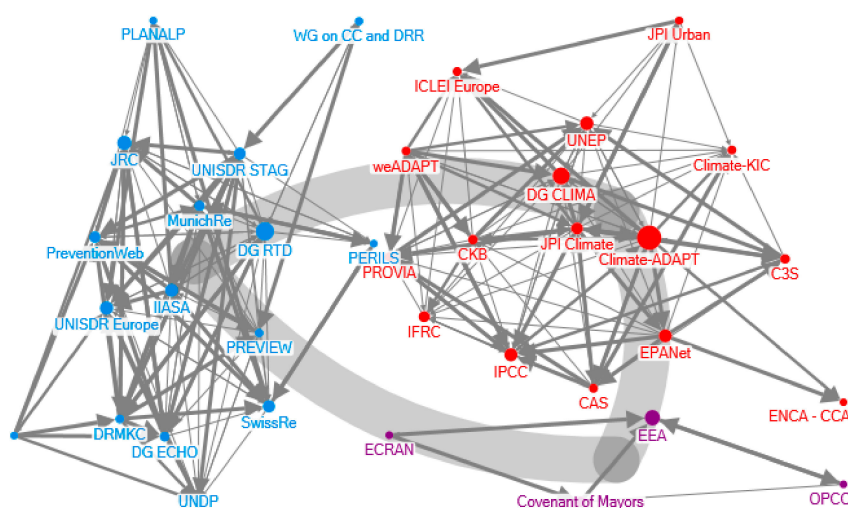 PLANALP
WG on CC and DRR
JPI Urban
ICLEI Europe
UNEP
JRC
UNISDR STAG
weADAPT
Climate-KIC
DG CLIMA
MunichRe
DG RTD
PreventionWeb
PERILS
PROVIA
CKB
JPI Climate
Climate-ADAPT
C3S
IIASA
UNISDR Europe
IFRC
PREVIEW
EPANet
IPCC
CAS
SwissRe
ENCA - CCA
DRMKC
DG ECHO
ECRAN
EEA
UNDP
Covenant of Mayors
OPCC